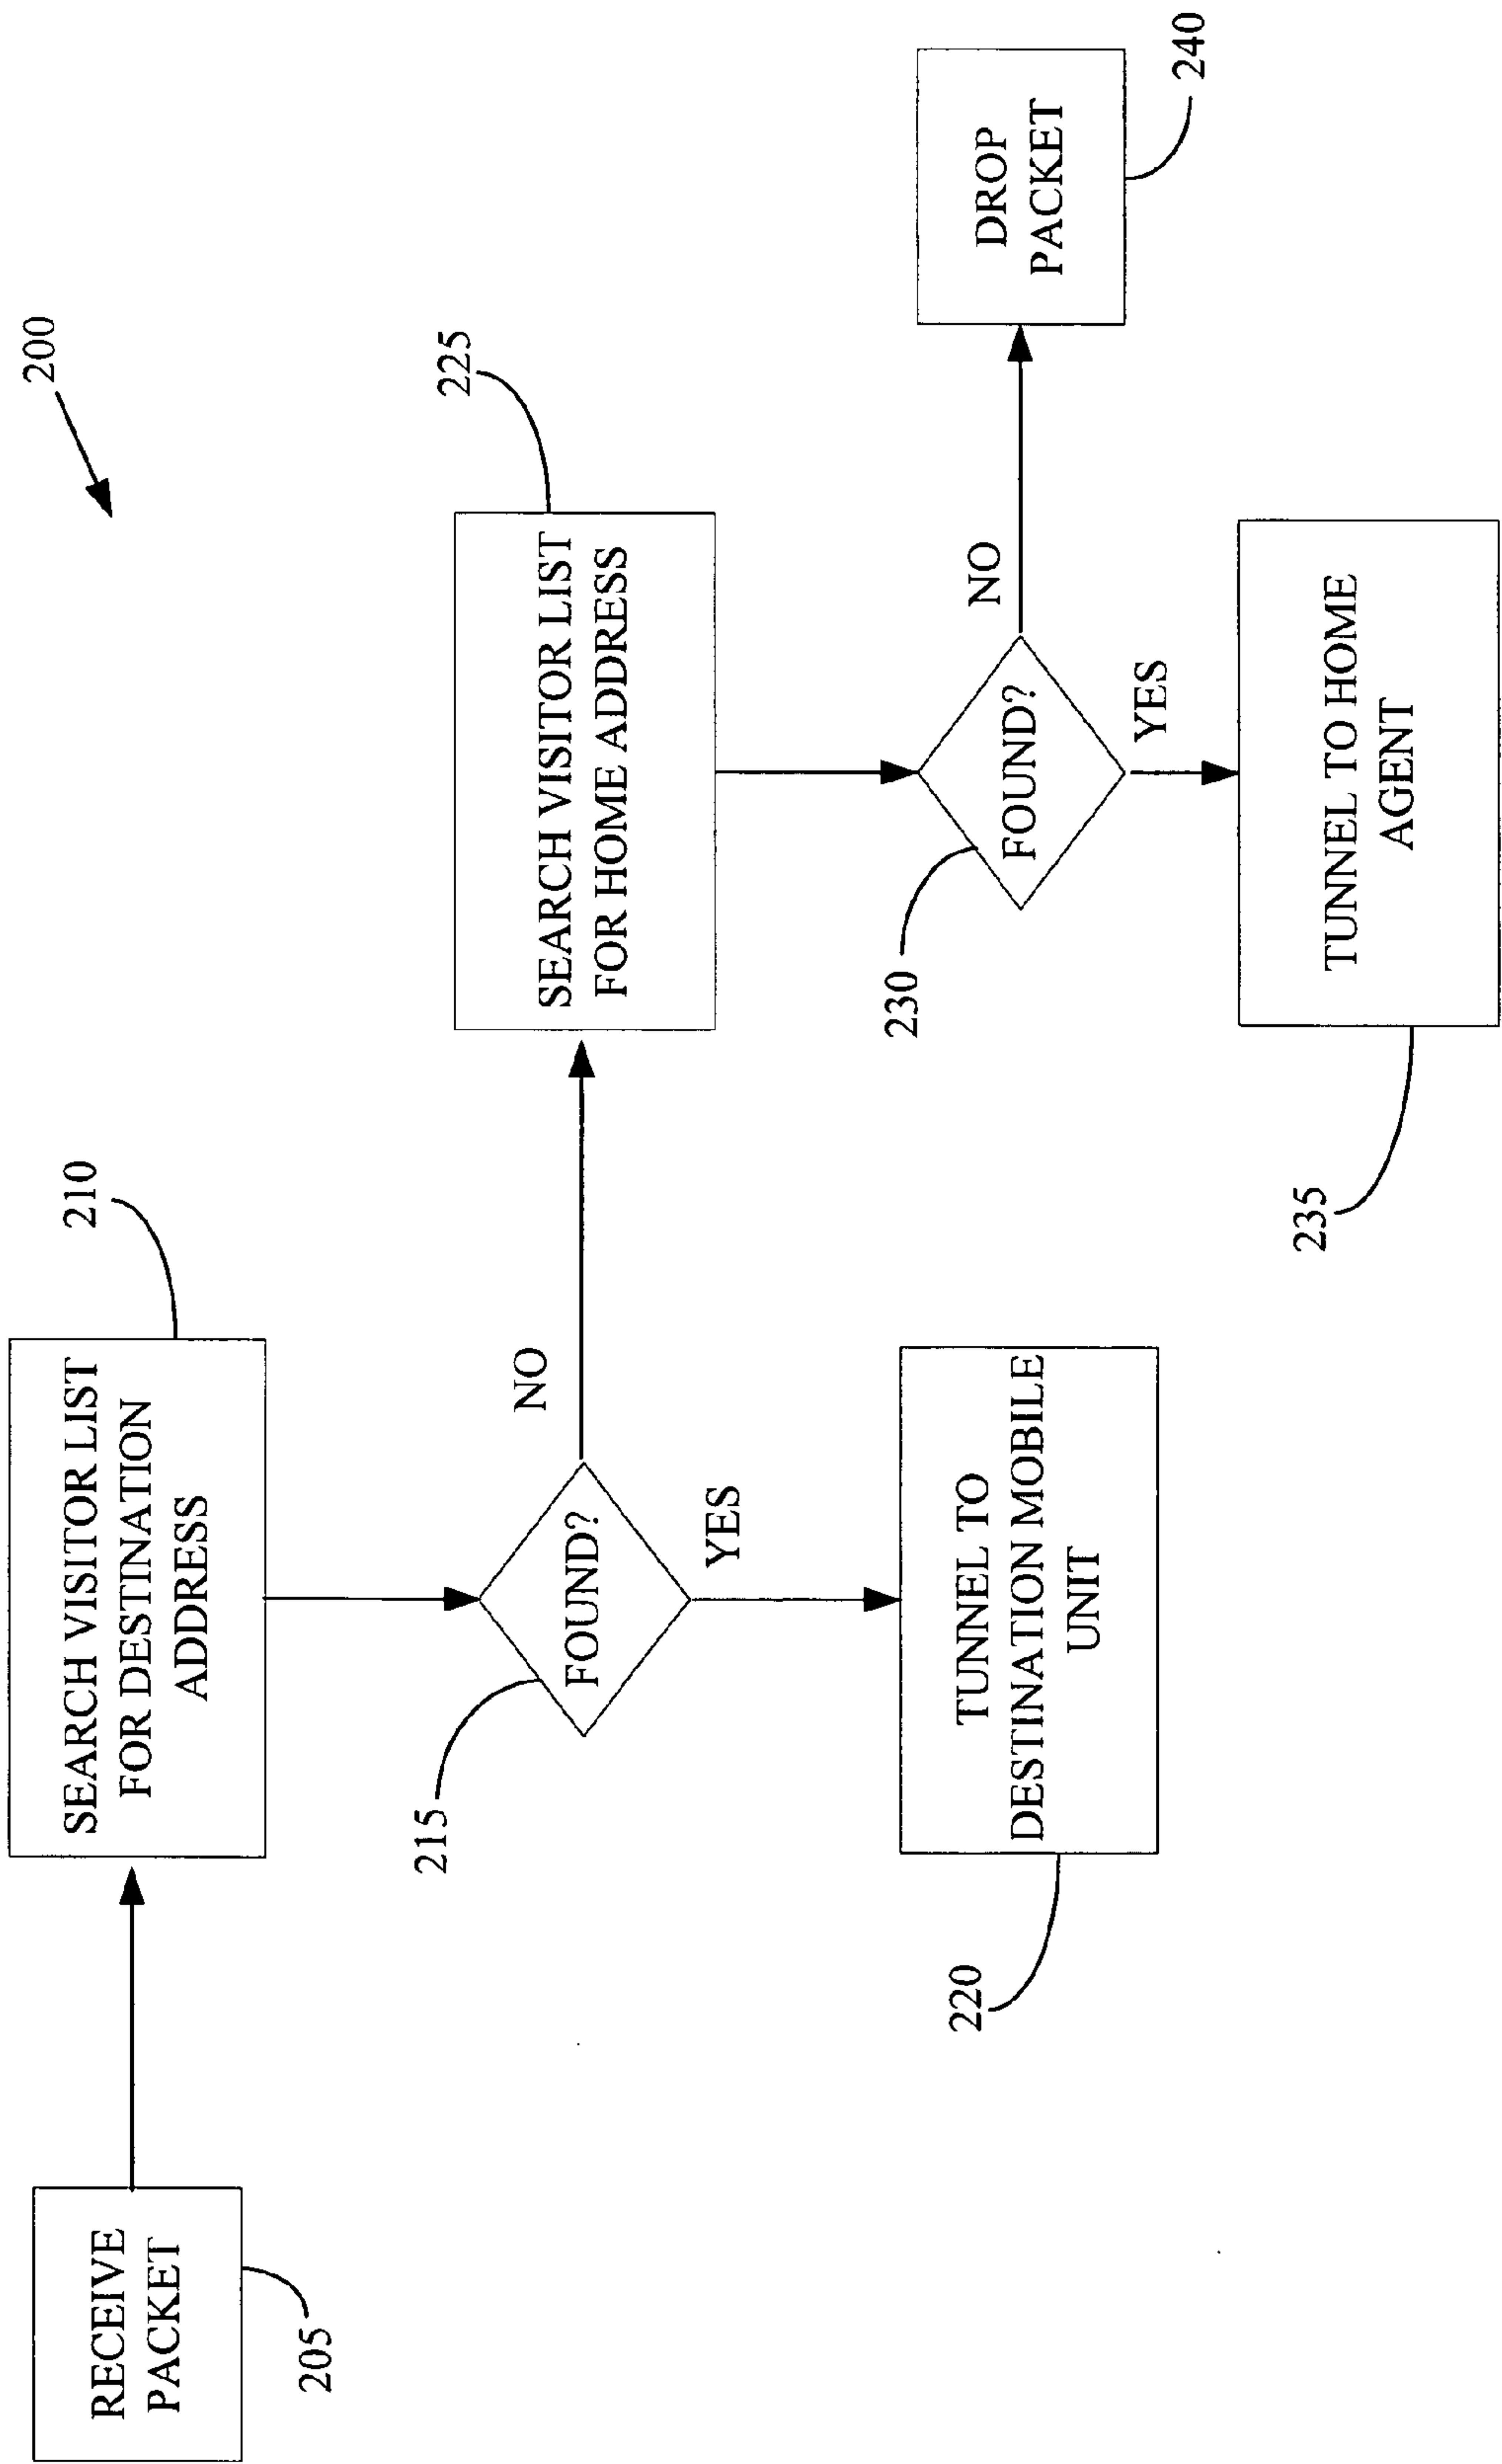 200
RECEIVE
PACKET
205
SEARCH VISITOR LIST
FOR DESTINATION
ADDRESS
210
FOUND?
215
NO
YES
TUNNEL TO
DESTINATION MOBILE
UNIT
220
SEARCH VISITOR LIST
FOR HOME ADDRESS
225
FOUND?
230
NO
YES
TUNNEL TO HOME
AGENT
235
DROP
PACKET
240